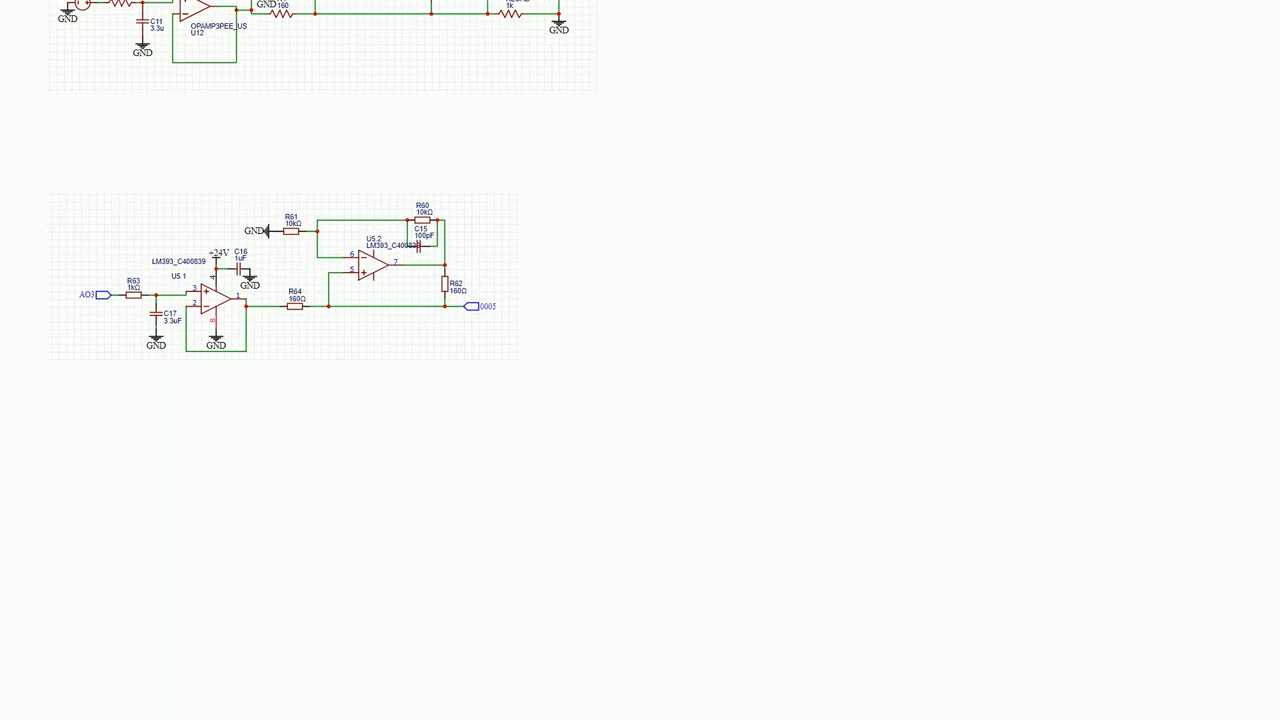 GND
160
1k
GND
C11
3.3u
OPAMP3PEE_US
U12
GND
GND
R60
10kΩ
R61
10kΩ
C15
100pF
GND
U5.2
+24V
C16
1uF
6
5
7
LM393_C400839
U5.1
4
GND
R63
1kΩ
R62
160Ω
AO3
3
2
1
R64
160Ω
0005
C17
3.3uF
8
GND
GND